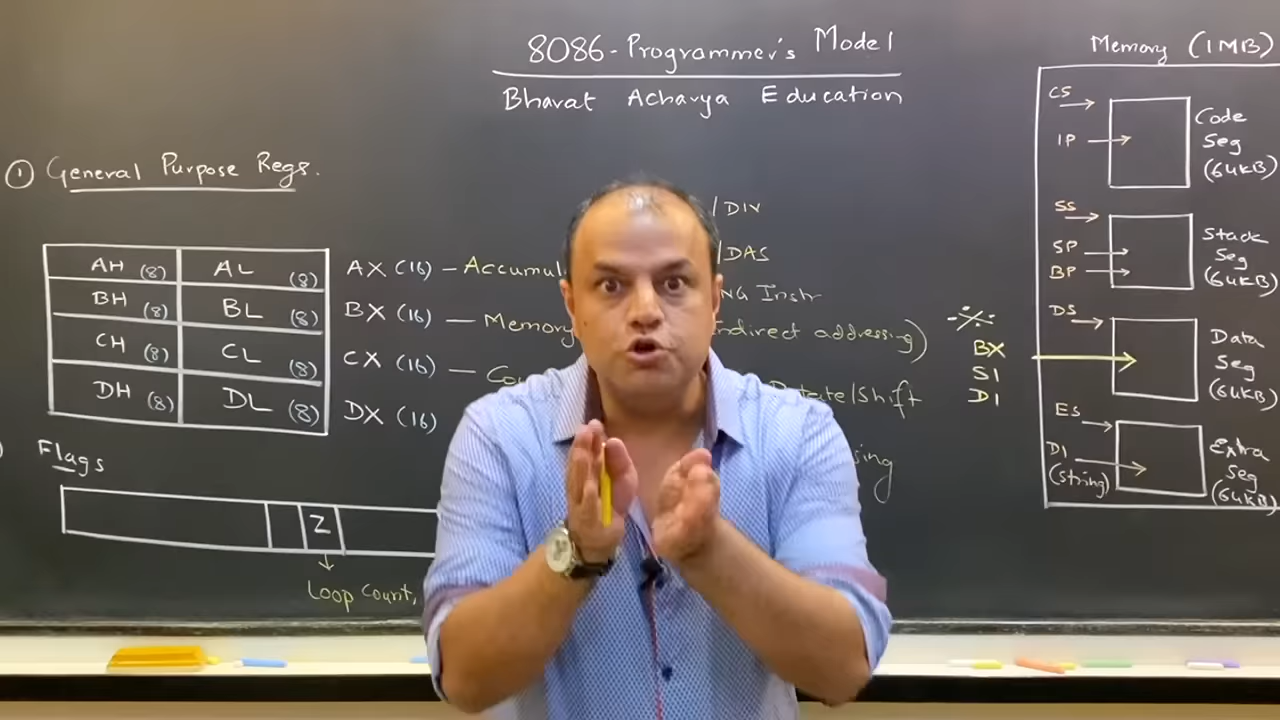 8086-Programmer's Model
Bharat Acharya Education
① General Purpose Regs.
AH (8) AL (8) AX (16) – Accumul /DIV
/DAS
BH (8) BL (8) BX (16) — Memory ndirect addressing)
Instr
CH (8) CL (8) CX (16) — Co /Shift
DH (8) DL (8) DX (16) sing
Flags
Z
Loop Count,
BX
SI
DI
Memory (1MB)
CS
IP
Code
Seg
(64KB)
SS
SP
BP
Stack
Seg
(64KB)
DS
Data
Seg
(64KB)
ES
DI
(string)
Extra
Seg
(64KB)